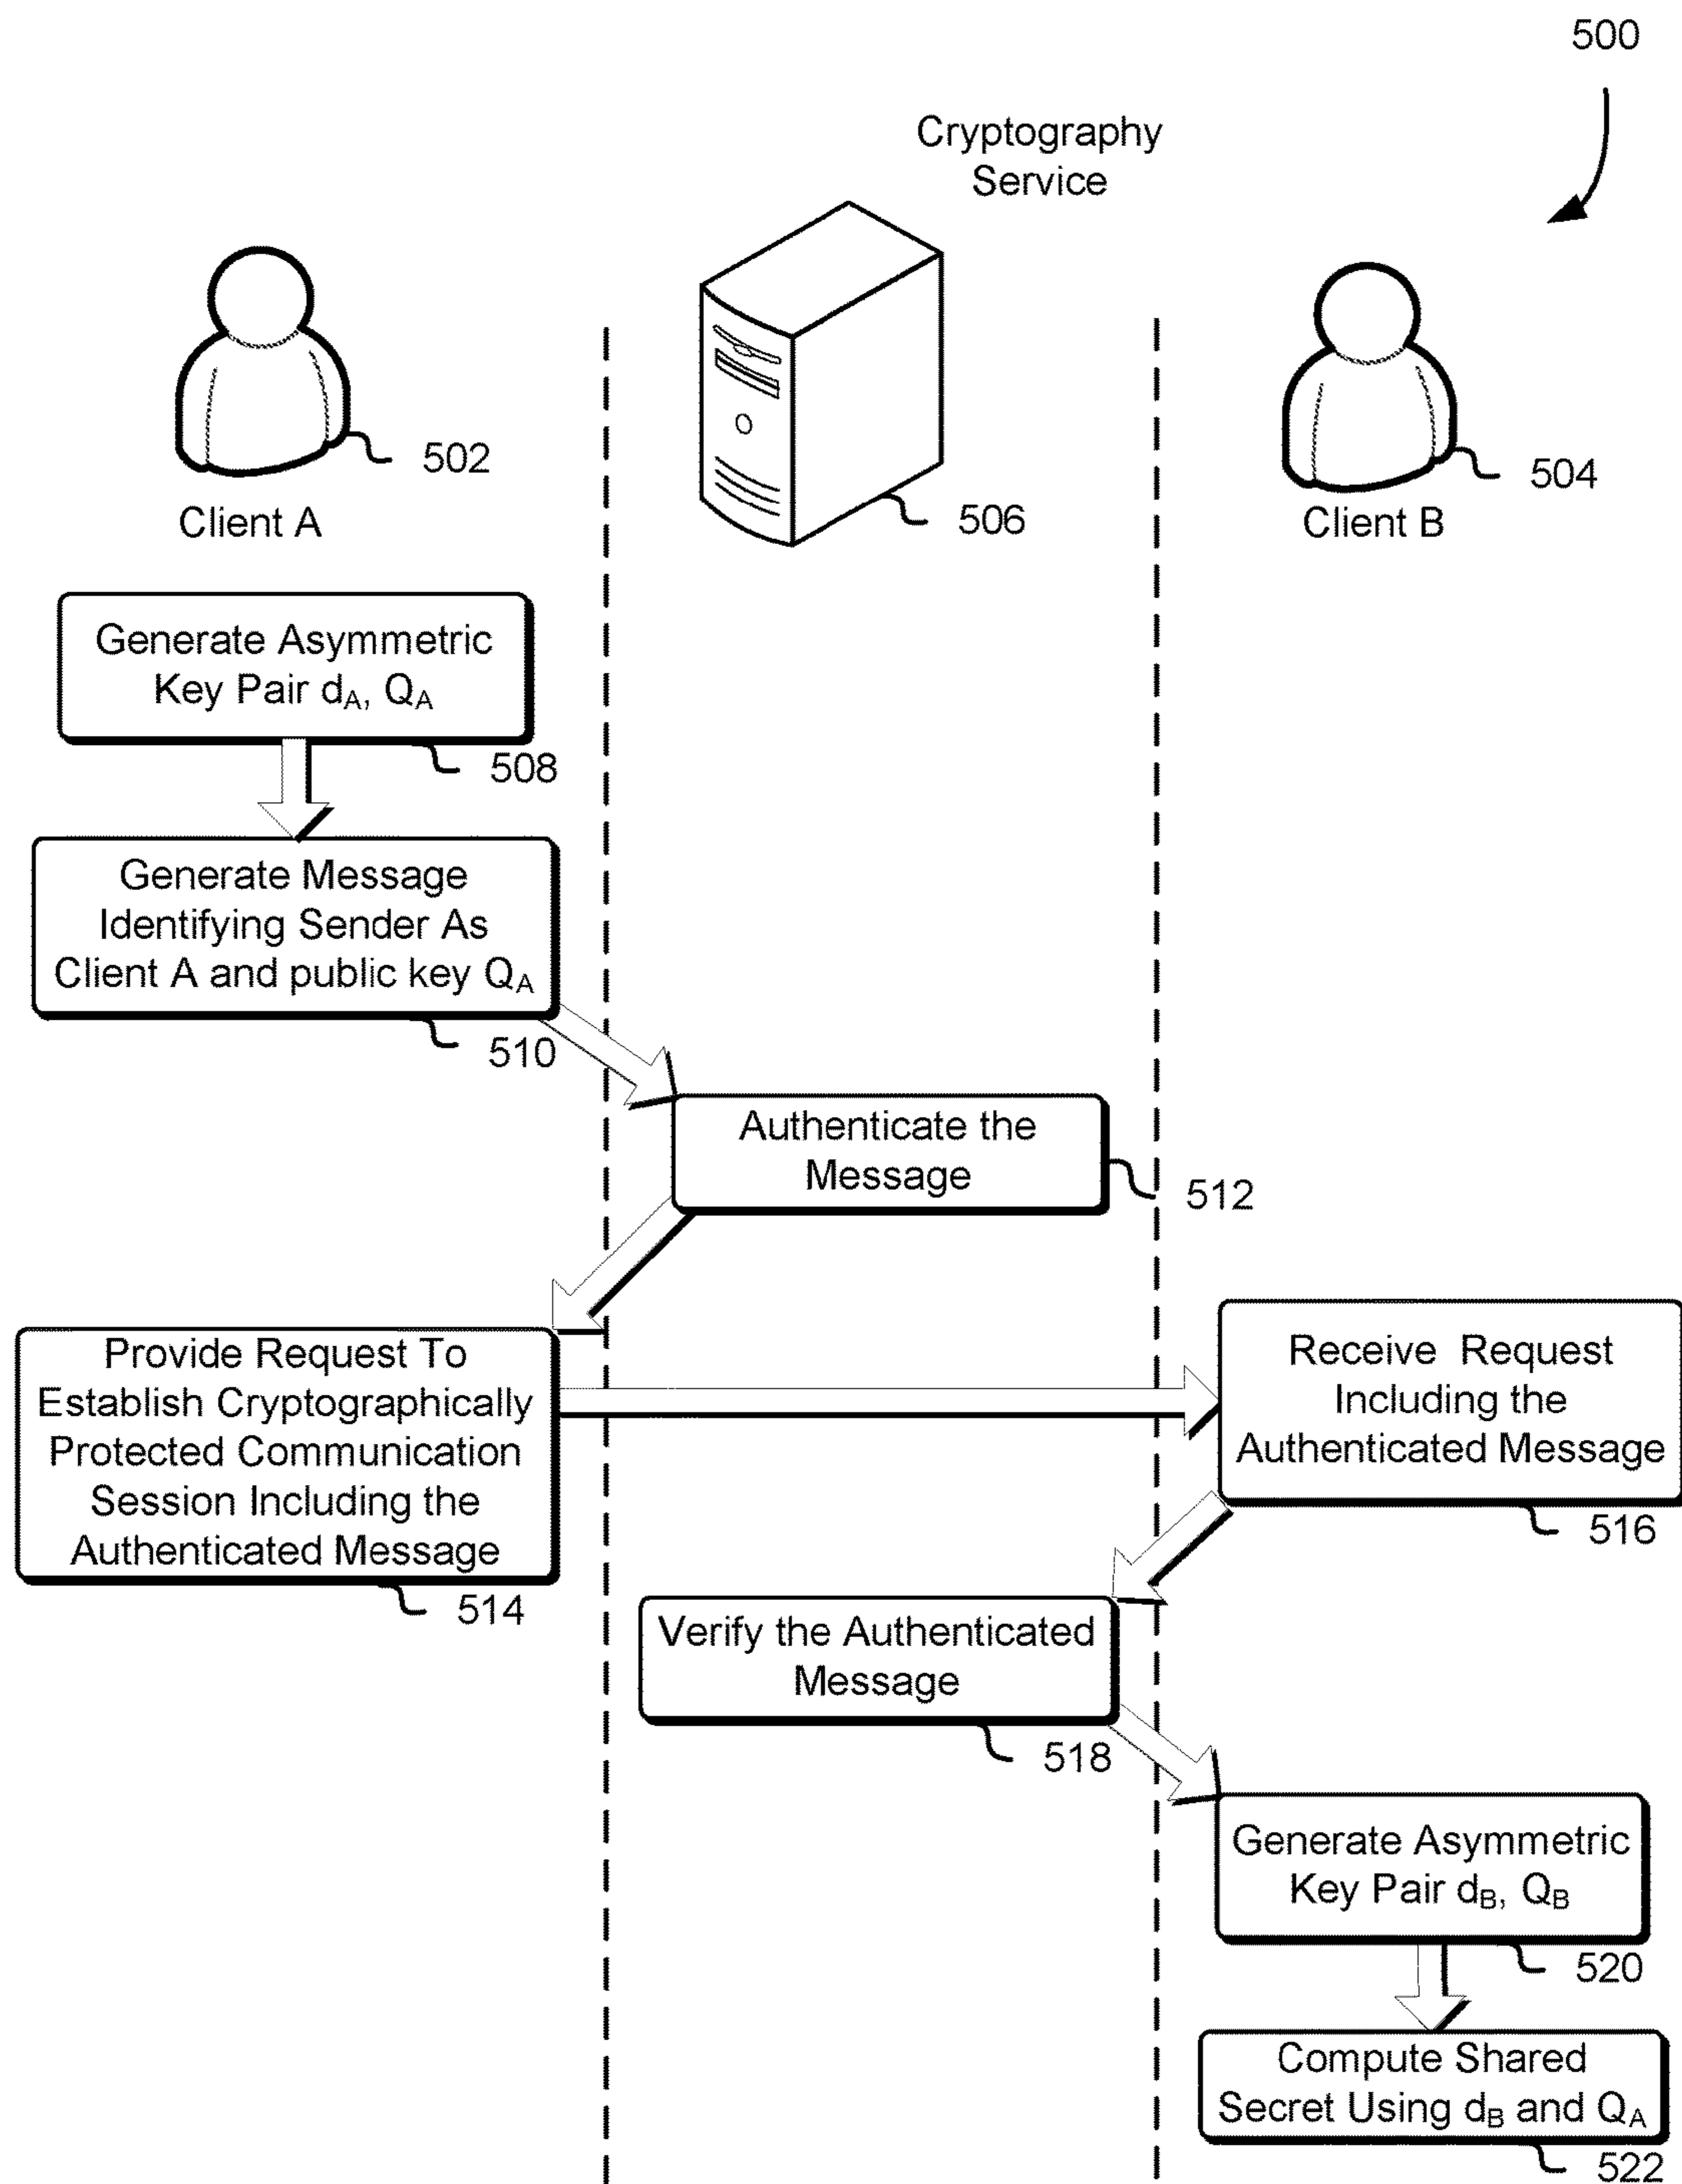 500
Cryptography
Service
502
Client A
506
504
Client B
Generate Asymmetric
Key Pair dA, QA
508
Generate Message
Identifying Sender As
Client A and public key QA
510
Authenticate the
Message
512
Provide Request To
Establish Cryptographically
Protected Communication
Session Including the
Authenticated Message
514
Receive Request
Including the
Authenticated Message
516
Verify the Authenticated
Message
518
Generate Asymmetric
Key Pair dB, QB
520
Compute Shared
Secret Using dB and QA
522